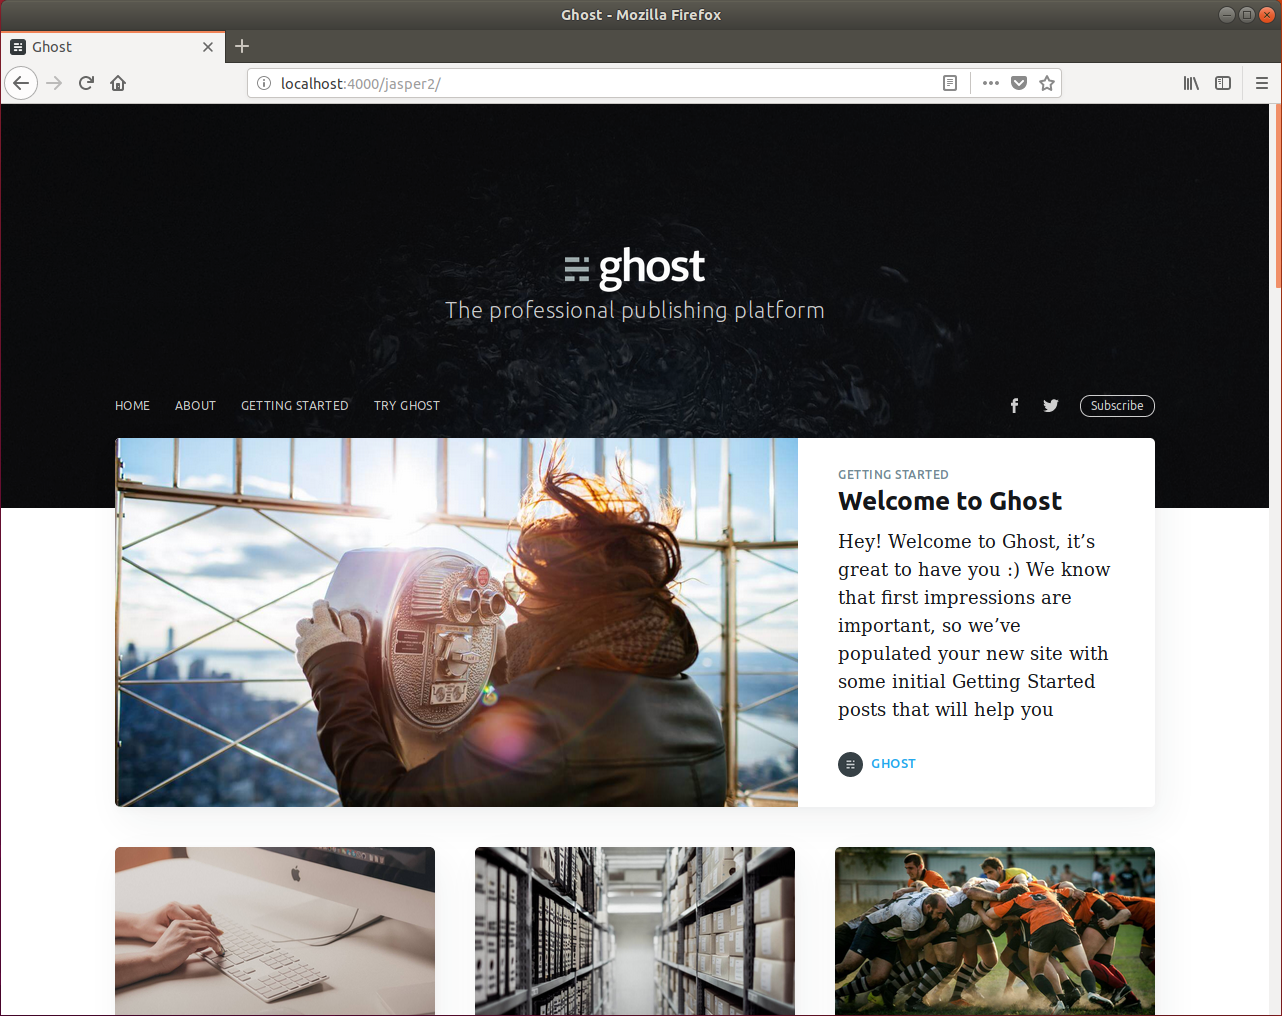 Ghost - Mozilla Firefox
Ghost
localhost:4000/jasper2/
ghost
The professional publishing platform
HOME ABOUT GETTING STARTED TRY GHOST Subscribe
GETTING STARTED
Welcome to Ghost
Hey! Welcome to Ghost, it’s
great to have you :) We know
that first impressions are
important, so we’ve
populated your new site with
some initial Getting Started
posts that will help you
GHOST